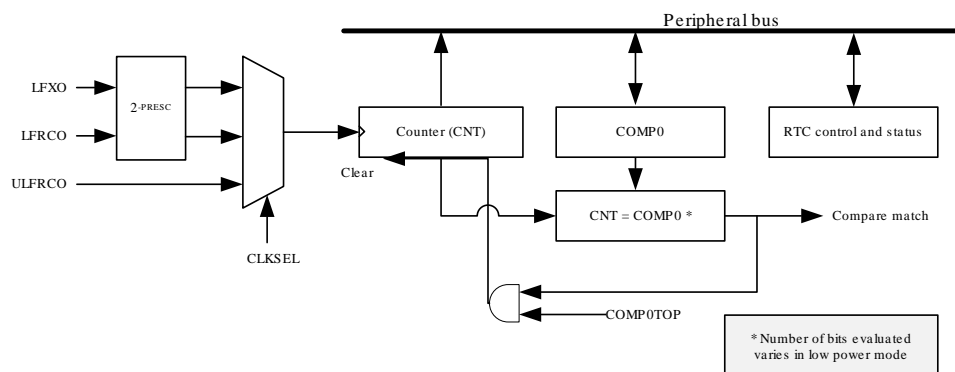 Peripheral bus
LFXO
2-PRESC
LFRCO
Counter (CNT)
COMP0
RTC control and status
Clear
ULFRCO
CNT = COMP0 *
Compare match
CLKSEL
COMP0TOP
* Number of bits evaluated
varies in low power mode